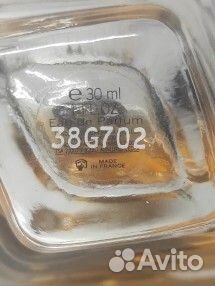 ℮ 30 ml
Eau de Parfum
38G702
MADE
IN FRANCE
Avito